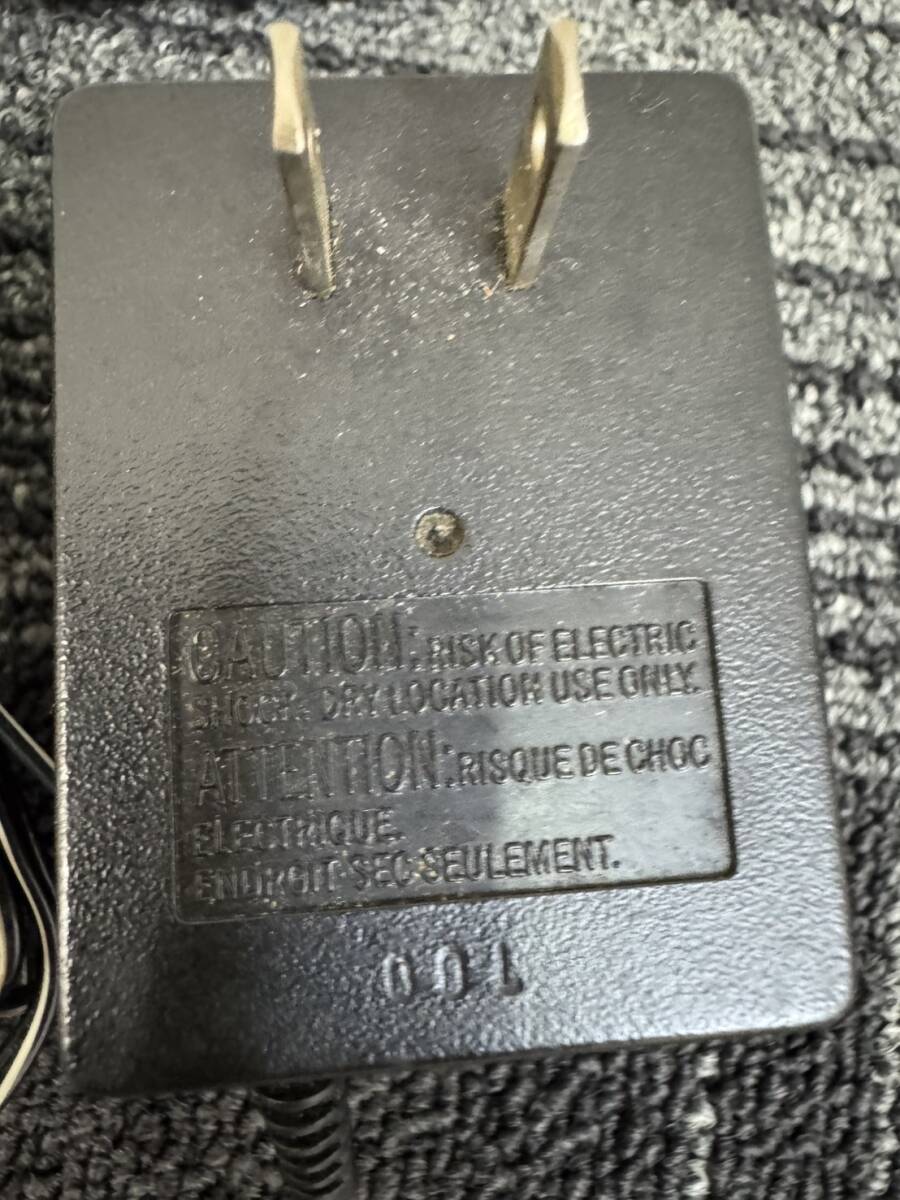 CAUTION: RISK OF ELECTRIC
SHOCK. DRY LOCATION USE ONLY.
ATTENTION: RISQUE DE CHOC
ELECTRIQUE.
ENDROIT SEC SEULEMENT.
001